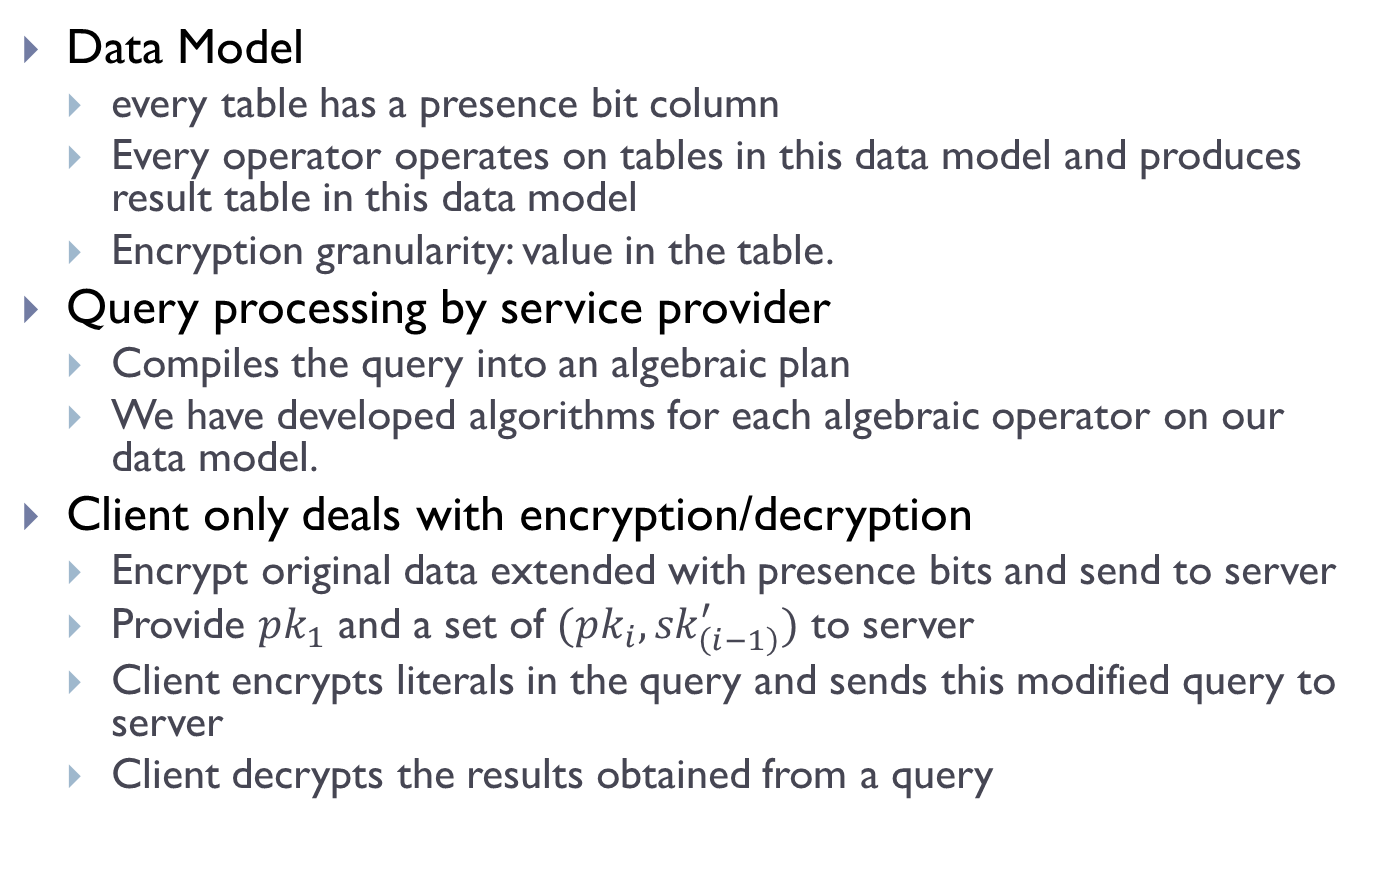 Data Model
every table has a presence bit column
Every operator operates on tables in this data model and produces
result table in this data model
Encryption granularity: value in the table.
Query processing by service provider
Compiles the query into an algebraic plan
We have developed algorithms for each algebraic operator on our
data model.
Client only deals with encryption/decryption
Encrypt original data extended with presence bits and send to server
Provide $pk_1$ and a set of $(pk_i, sk'_{(i-1)})$ to server
Client encrypts literals in the query and sends this modified query to
server
Client decrypts the results obtained from a query